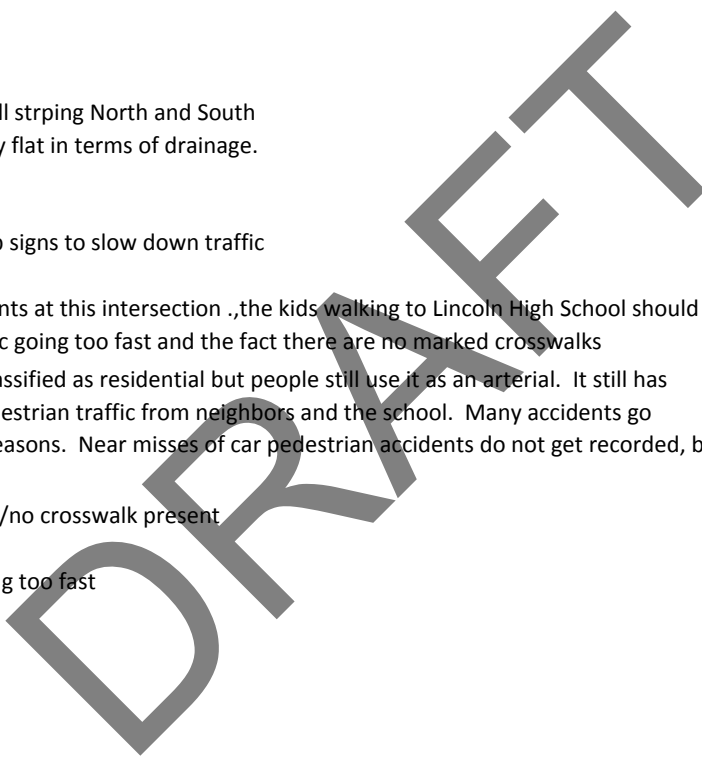 ll strping North and South
y flat in terms of drainage.
o signs to slow down traffic
nts at this intersection .,the kids walking to Lincoln High School should
c going too fast and the fact there are no marked crosswalks
assified as residential but people still use it as an arterial. It still has
destrian traffic from neighbors and the school. Many accidents go
easons. Near misses of car pedestrian accidents do not get recorded, b
/no crosswalk present
ng too fast
DRAFT